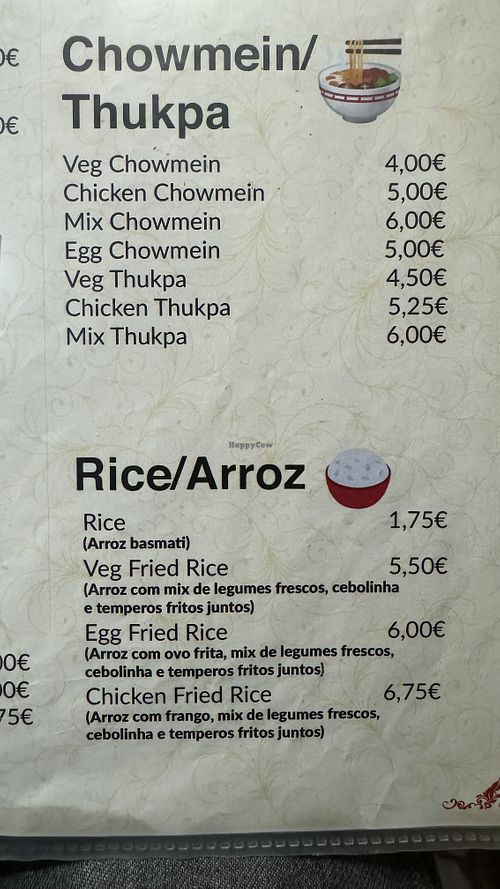 Chowmein/
Thukpa
Veg Chowmein 4,00€
Chicken Chowmein 5,00€
Mix Chowmein 6,00€
Egg Chowmein 5,00€
Veg Thukpa 4,50€
Chicken Thukpa 5,25€
Mix Thukpa 6,00€
HappyCow
Rice/Arroz
Rice 1,75€
(Arroz basmati)
Veg Fried Rice 5,50€
(Arroz com mix de legumes frescos, cebolinha
e temperos fritos juntos)
Egg Fried Rice 6,00€
(Arroz com ovo frita, mix de legumes frescos,
cebolinha e temperos fritos juntos)
Chicken Fried Rice 6,75€
(Arroz com frango, mix de legumes frescos,
cebolinha e temperos fritos juntos)